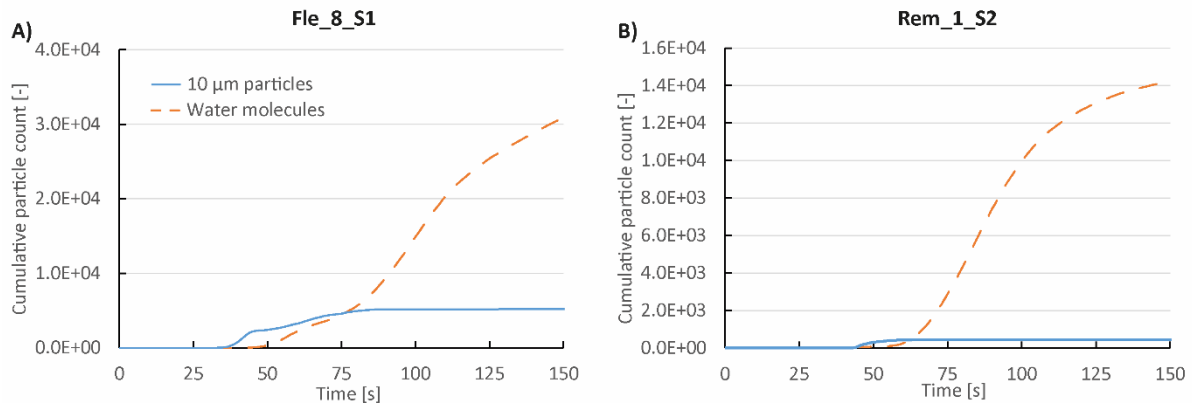 Fle_8_S1
A)
4.0E+04
3.0E+04
2.0E+04
1.0E+04
0.0E+00
Cumulative particle count [-]
10 µm particles
Water molecules
0 25 50 75 100 125 150
Time [s]
Rem_1_S2
B)
1.6E+04
1.4E+04
1.2E+04
1.0E+04
8.0E+03
6.0E+03
4.0E+03
2.0E+03
0.0E+00
Cumulative particle count [-]
0 25 50 75 100 125 150
Time [s]